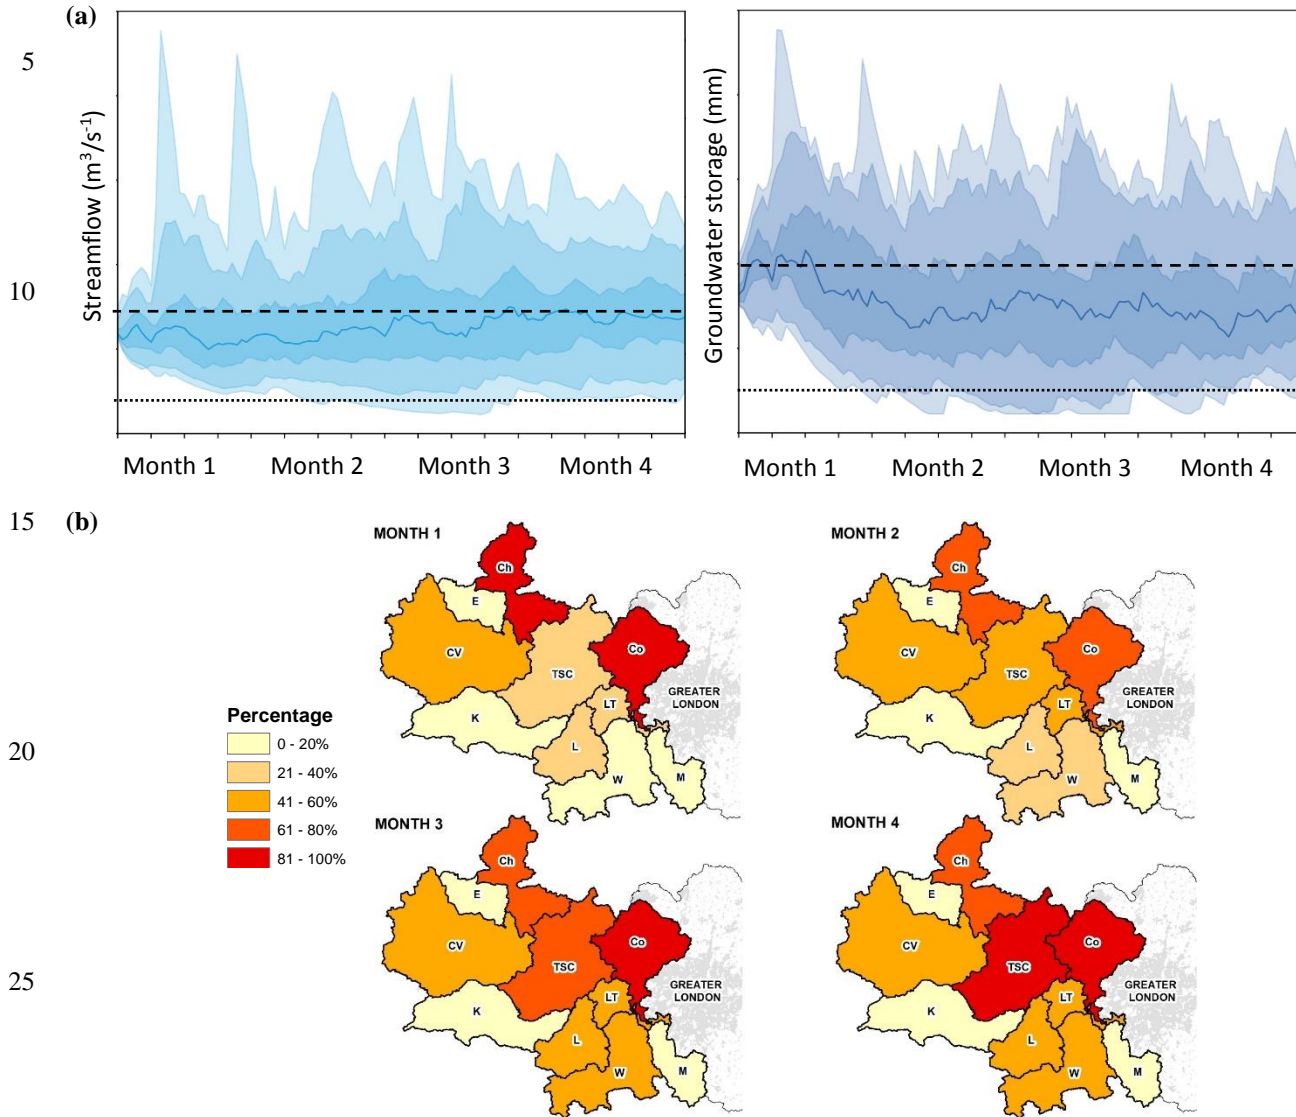 (a)
5
10
Streamflow (m³/s⁻¹)
Month 1 Month 2 Month 3 Month 4
Groundwater storage (mm)
Month 1 Month 2 Month 3 Month 4
15
(b)
MONTH 1
Ch
E
CV
TSC
Co
LT
K
L
W
M
GREATER
LONDON
MONTH 2
Ch
E
CV
TSC
Co
LT
K
L
W
M
GREATER
LONDON
Percentage
0 - 20%
21 - 40%
41 - 60%
61 - 80%
81 - 100%
20
MONTH 3
Ch
E
CV
TSC
Co
LT
K
L
W
M
GREATER
LONDON
MONTH 4
Ch
E
CV
TSC
Co
LT
K
L
W
M
GREATER
LONDON
25